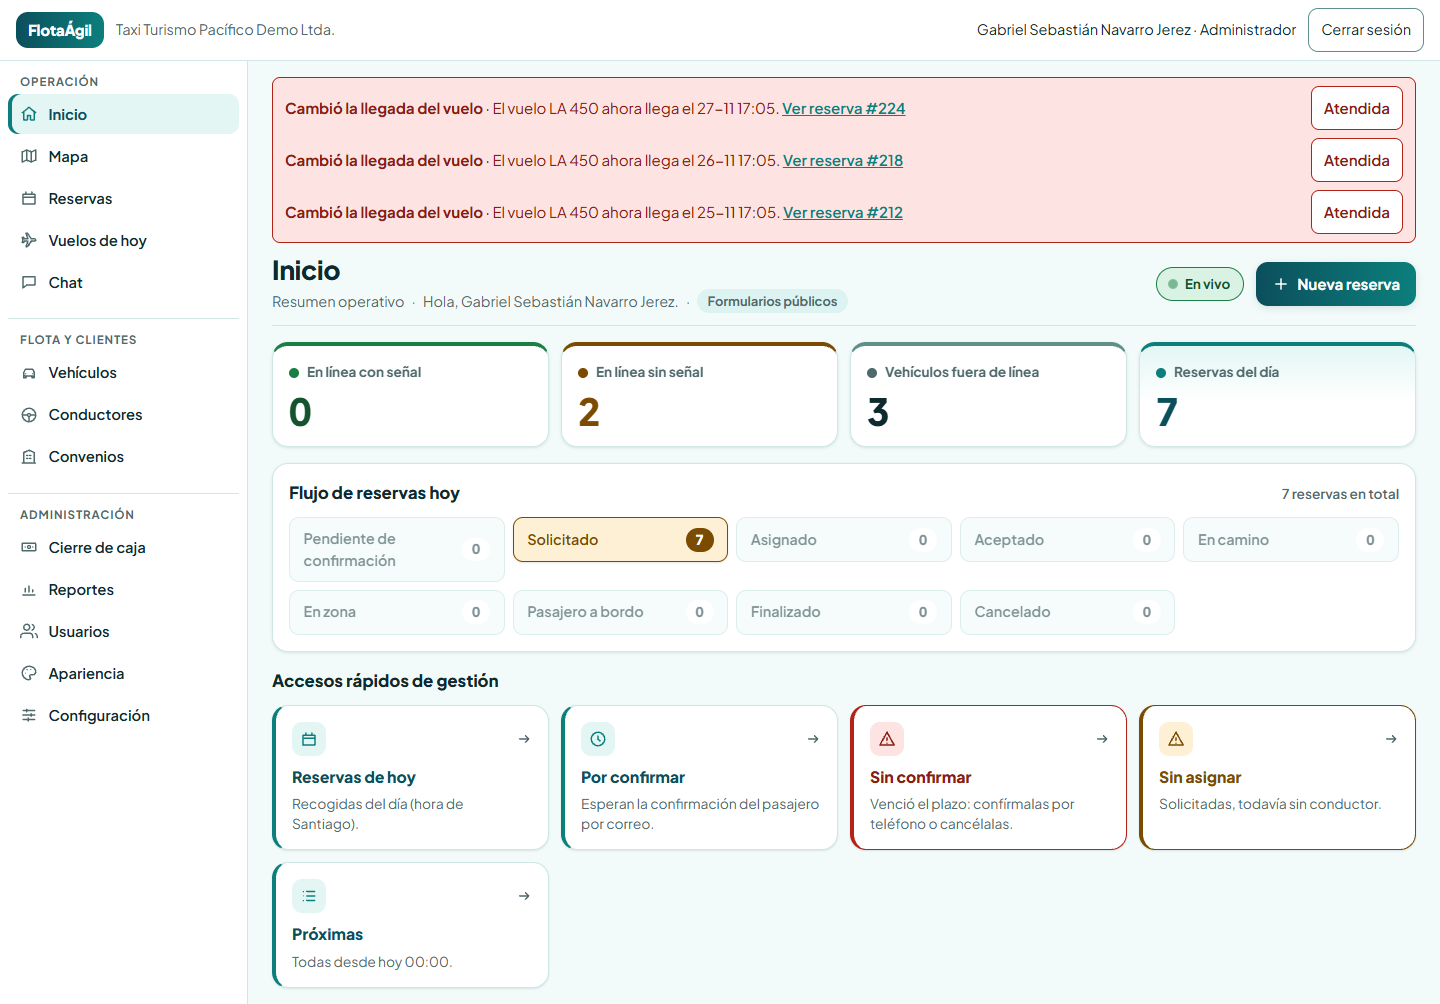 FlotaÁgil
Taxi Turismo Pacífico Demo Ltda.
Gabriel Sebastián Navarro Jerez · Administrador
Cerrar sesión
OPERACIÓN
Inicio
Mapa
Reservas
Vuelos de hoy
Chat
FLOTA Y CLIENTES
Vehículos
Conductores
Convenios
ADMINISTRACIÓN
Cierre de caja
Reportes
Usuarios
Apariencia
Configuración
Cambió la llegada del vuelo · El vuelo LA 450 ahora llega el 27-11 17:05. Ver reserva #224
Atendida
Cambió la llegada del vuelo · El vuelo LA 450 ahora llega el 26-11 17:05. Ver reserva #218
Atendida
Cambió la llegada del vuelo · El vuelo LA 450 ahora llega el 25-11 17:05. Ver reserva #212
Atendida
Inicio
Resumen operativo · Hola, Gabriel Sebastián Navarro Jerez. · Formularios públicos
En vivo
+ Nueva reserva
En línea con señal
0
En línea sin señal
2
Vehículos fuera de línea
3
Reservas del día
7
Flujo de reservas hoy
7 reservas en total
Pendiente de
confirmación
0
Solicitado
7
Asignado
0
Aceptado
0
En camino
0
En zona
0
Pasajero a bordo
0
Finalizado
0
Cancelado
0
Accesos rápidos de gestión
Reservas de hoy
Recogidas del día (hora de
Santiago).
Por confirmar
Esperan la confirmación del pasajero
por correo.
Sin confirmar
Venció el plazo: confírmalas por
teléfono o cancélalas.
Sin asignar
Solicitadas, todavía sin conductor.
Próximas
Todas desde hoy 00:00.